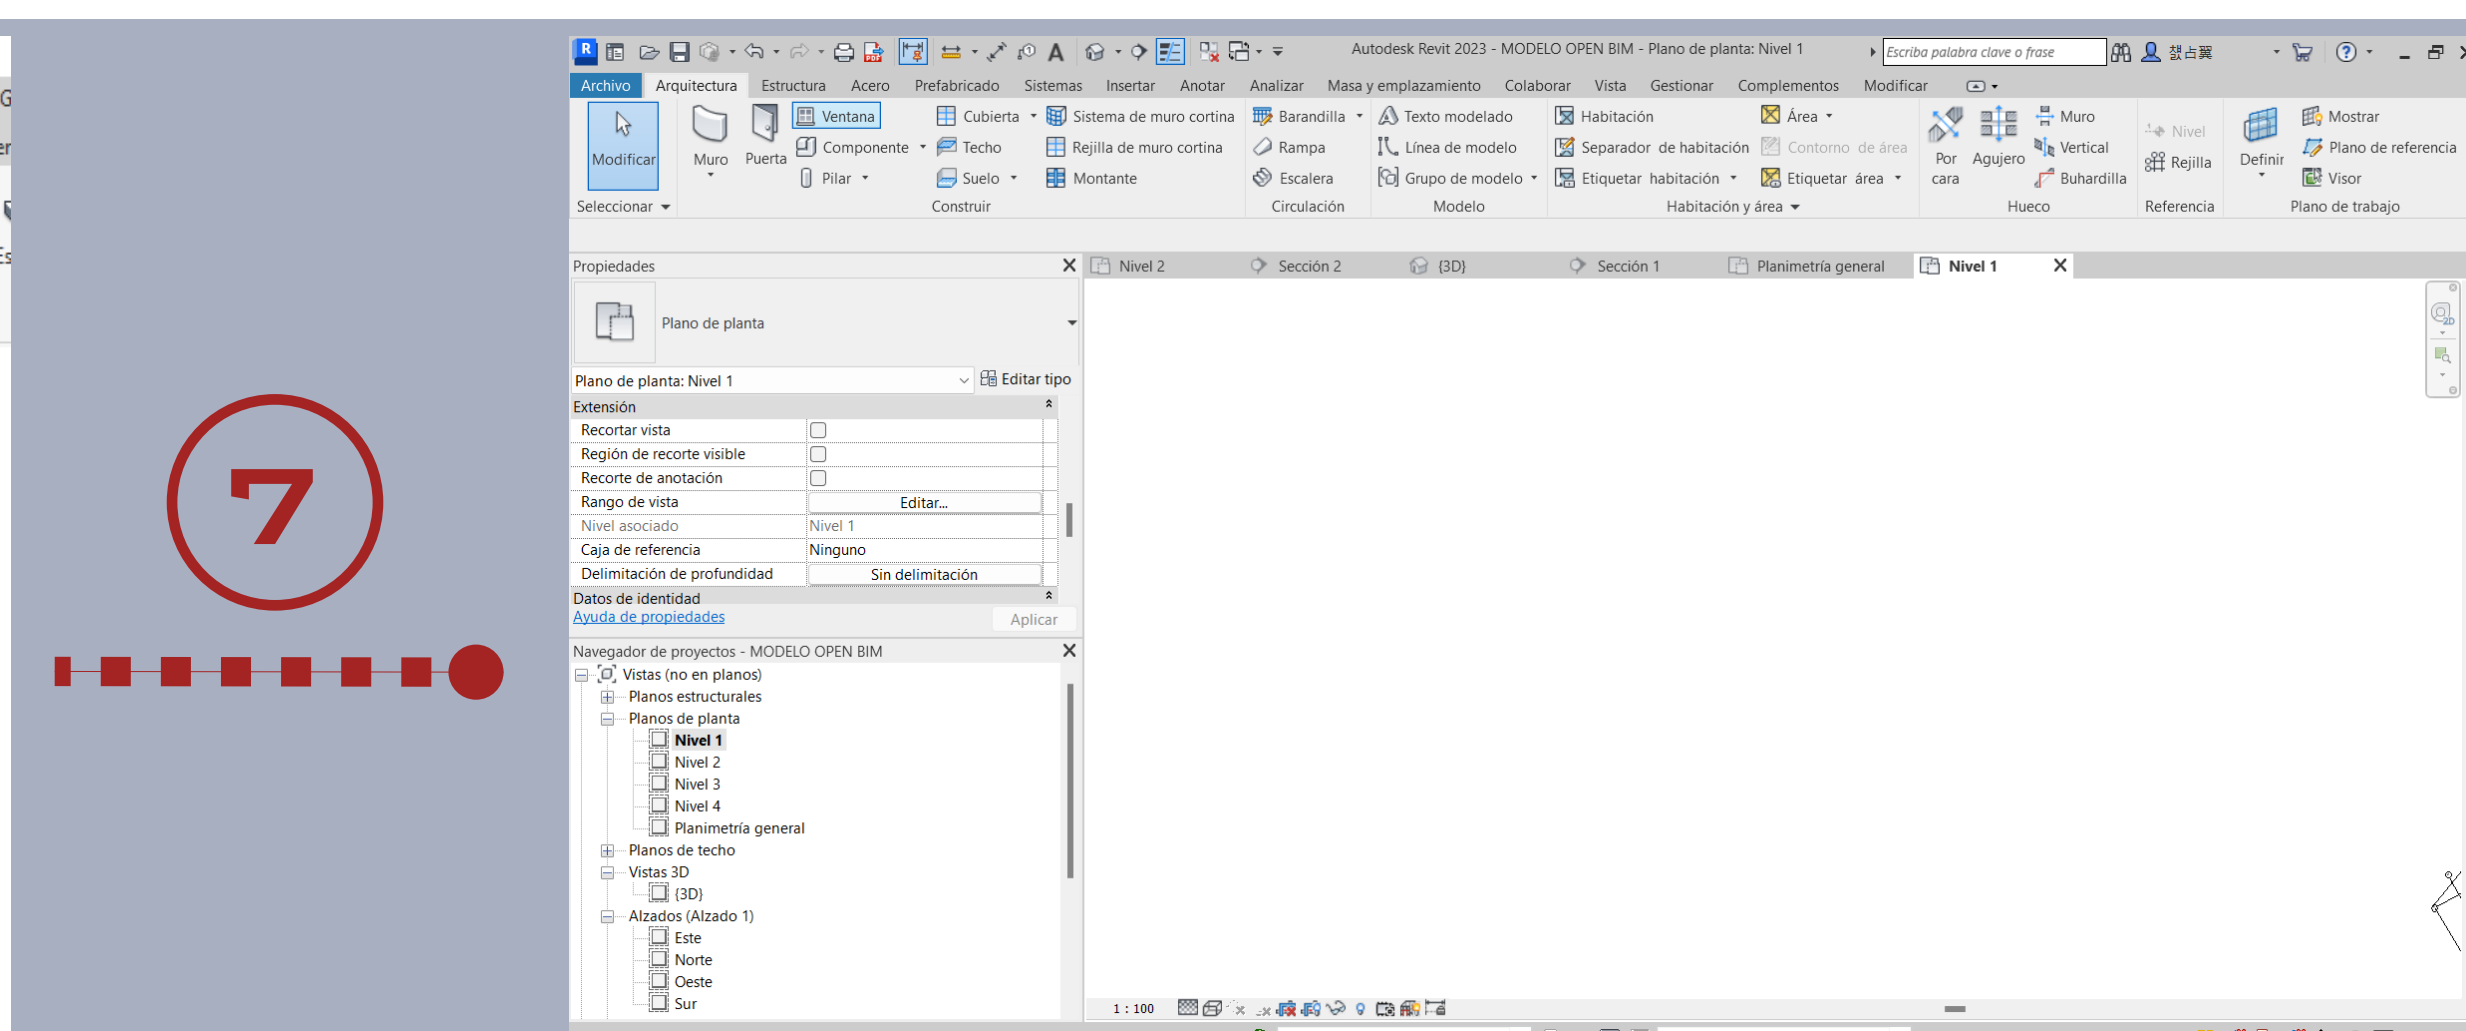 G
er
Es
7
Autodesk Revit 2023 - MODELO OPEN BIM - Plano de planta: Nivel 1
Escriba palabra clave o frase
Archivo Arquitectura Estructura Acero Prefabricado Sistemas Insertar Anotar Analizar Masa y emplazamiento Colaborar Vista Gestionar Complementos Modificar
Ventana Cubierta Sistema de muro cortina Barandilla Texto modelado Habitación Área Muro Mostrar
Nivel
Componente Techo Rejilla de muro cortina Rampa Línea de modelo Separador de habitación Contorno de área Vertical Plano de referencia
Modificar Muro Puerta Por cara Agujero Rejilla Definir
Pilar Suelo Montante Escalera Grupo de modelo Etiquetar habitación Etiquetar área Buhardilla Visor
Seleccionar Construir Circulación Modelo Habitación y área Hueco Referencia Plano de trabajo
Propiedades
Nivel 2 Sección 2 {3D} Sección 1 Planimetría general Nivel 1
Plano de planta
Plano de planta: Nivel 1 Editar tipo
Extensión
Recortar vista
Región de recorte visible
Recorte de anotación
Rango de vista Editar...
Nivel asociado Nivel 1
Caja de referencia Ninguno
Delimitación de profundidad Sin delimitación
Datos de identidad
Ayuda de propiedades Aplicar
Navegador de proyectos - MODELO OPEN BIM
Vistas (no en planos)
Planos estructurales
Planos de planta
Nivel 1
Nivel 2
Nivel 3
Nivel 4
Planimetría general
Planos de techo
Vistas 3D
{3D}
Alzados (Alzado 1)
Este
Norte
Oeste
Sur
1 : 100